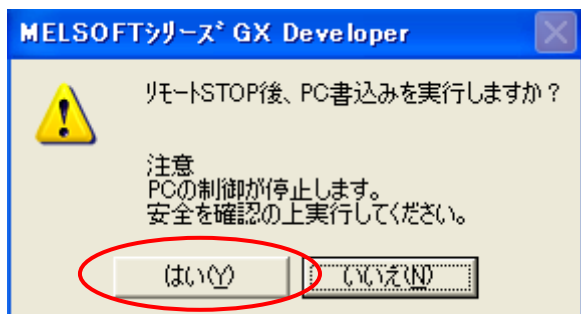 MELSOFTシリーズ GX Developer
リモートSTOP後、PC書込みを実行しますか?
注意
PCの制御が停止します。
安全を確認の上実行してください。
はい(Y)
いいえ(N)